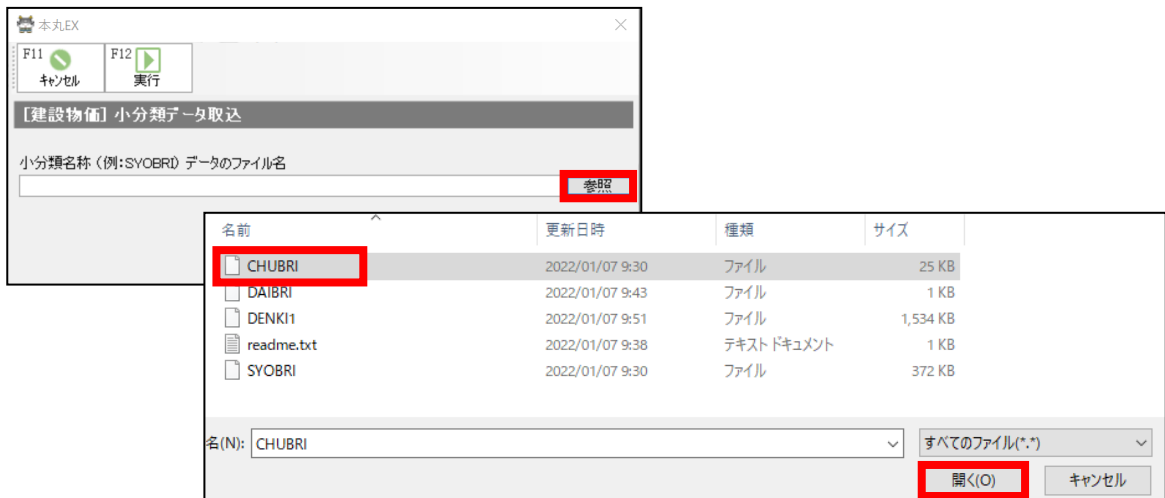 本丸EX
F11 キャンセル
F12 実行
[建設物価] 小分類データ取込
小分類名称(例:SYOBRI) データのファイル名
参照
名前 更新日時 種類 サイズ
CHUBRI 2022/01/07 9:30 ファイル 25 KB
DAIBRI 2022/01/07 9:43 ファイル 1 KB
DENKI1 2022/01/07 9:51 ファイル 1,534 KB
readme.txt 2022/01/07 9:38 テキスト ドキュメント 1 KB
SYOBRI 2022/01/07 9:30 ファイル 372 KB
名(N): CHUBRI すべてのファイル(*.*)
開く(O) キャンセル